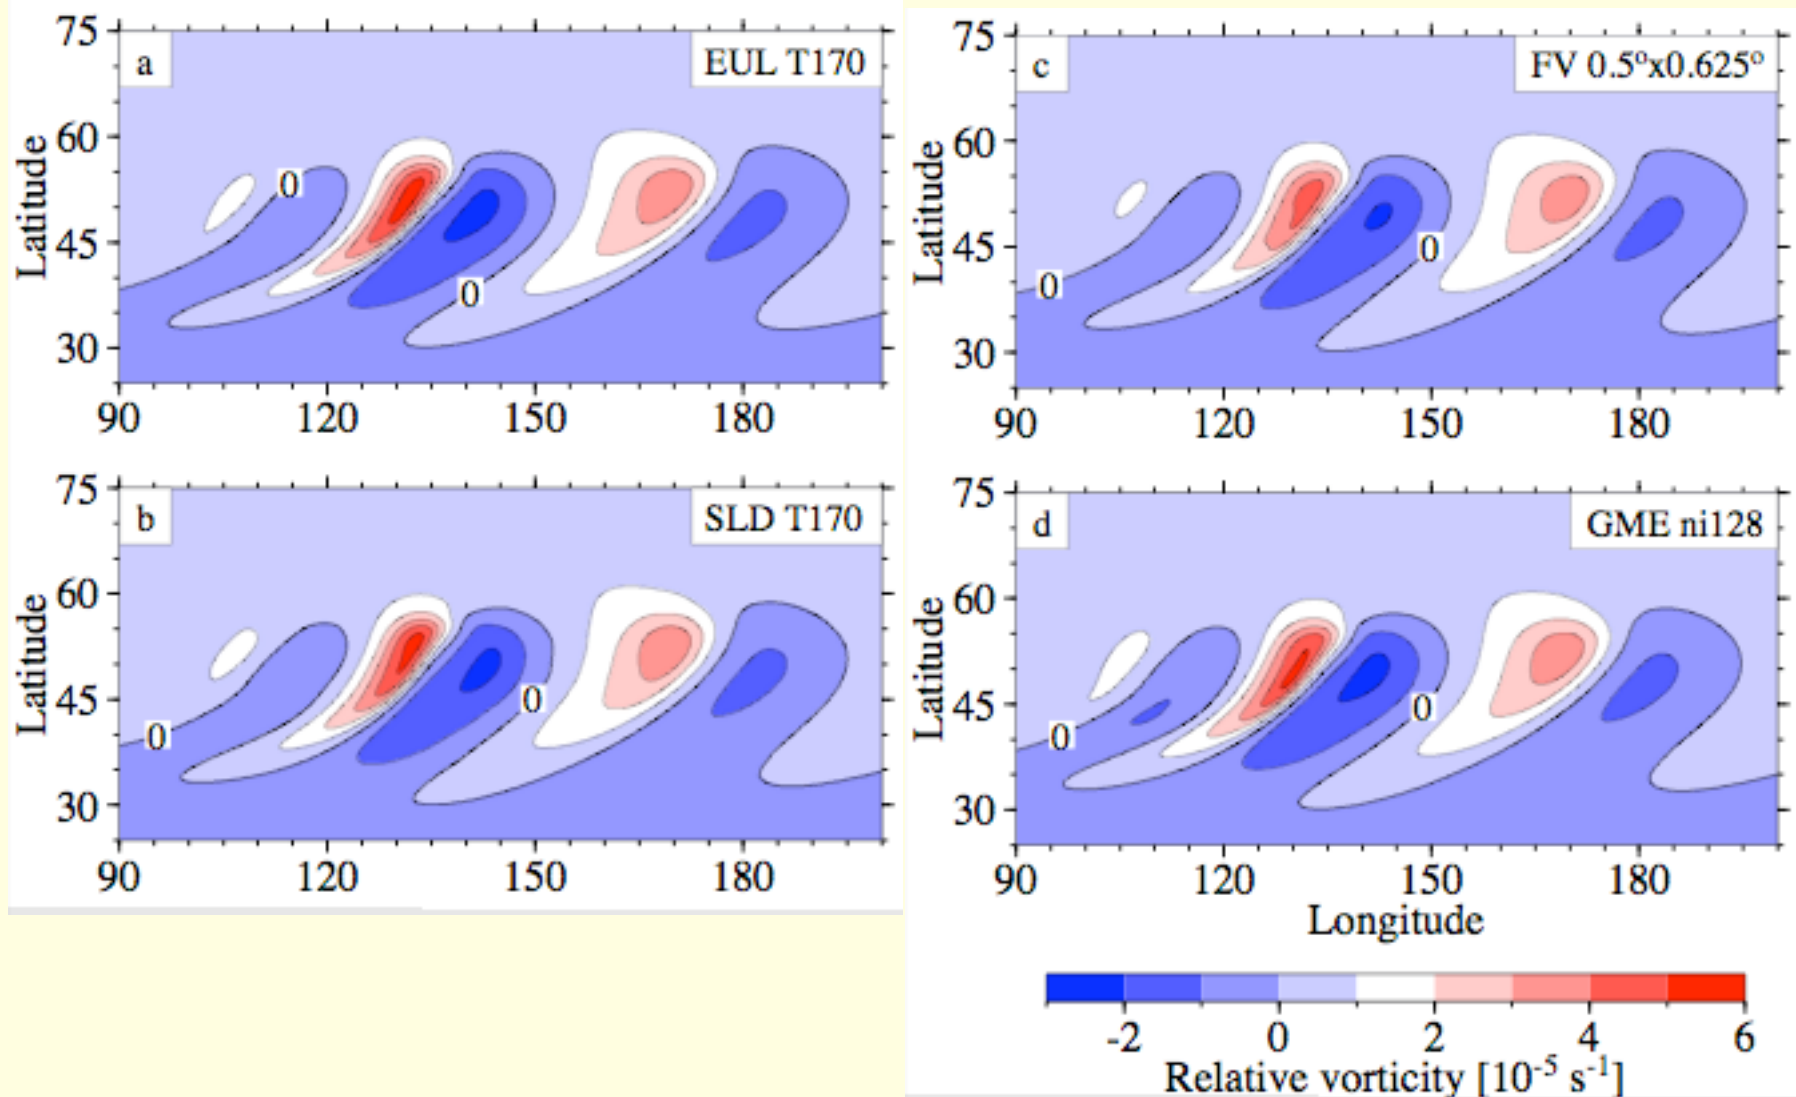 a
EUL T170
75
60
45
30
Latitude
0
0
90 120 150 180
b
SLD T170
75
60
45
30
Latitude
0
0
90 120 150 180
c
FV 0.5ºx0.625º
75
60
45
30
Latitude
0
0
90 120 150 180
d
GME ni128
75
60
45
30
Latitude
0
0
90 120 150 180
Longitude
-2 0 2 4 6
Relative vorticity [10⁻⁵ s⁻¹]